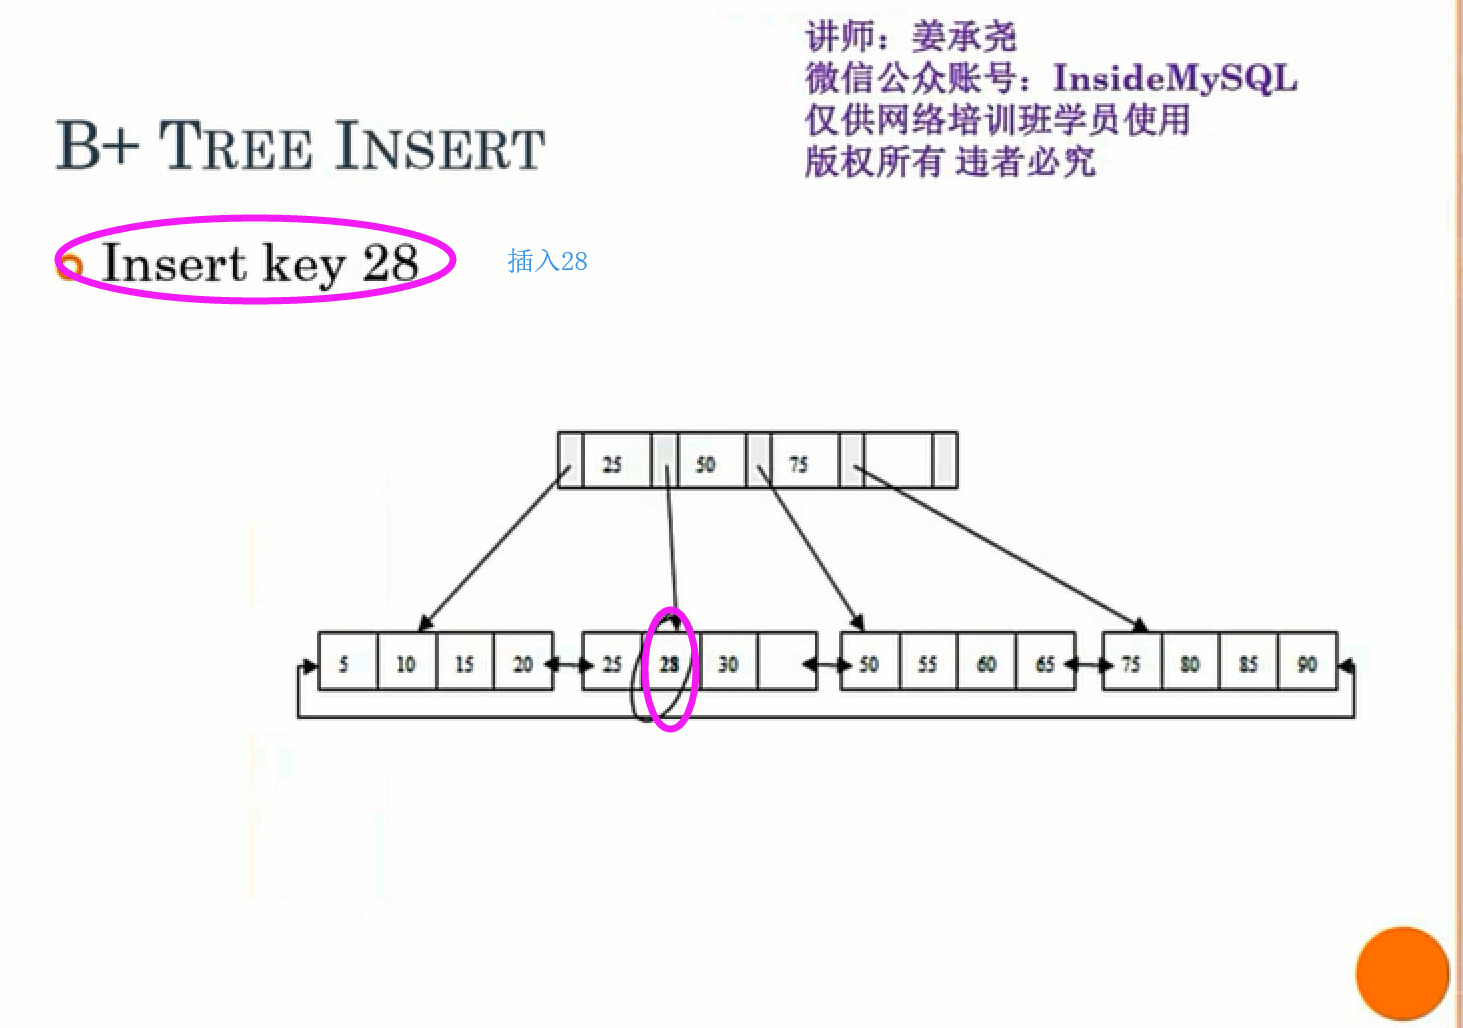 讲师：姜承尧
微信公众账号：InsideMySQL
仅供网络培训班学员使用
版权所有 违者必究
B+ TREE INSERT
Insert key 28
插入28
25 50 75
5 10 15 20 25 28 30 50 55 60 65 75 80 85 90